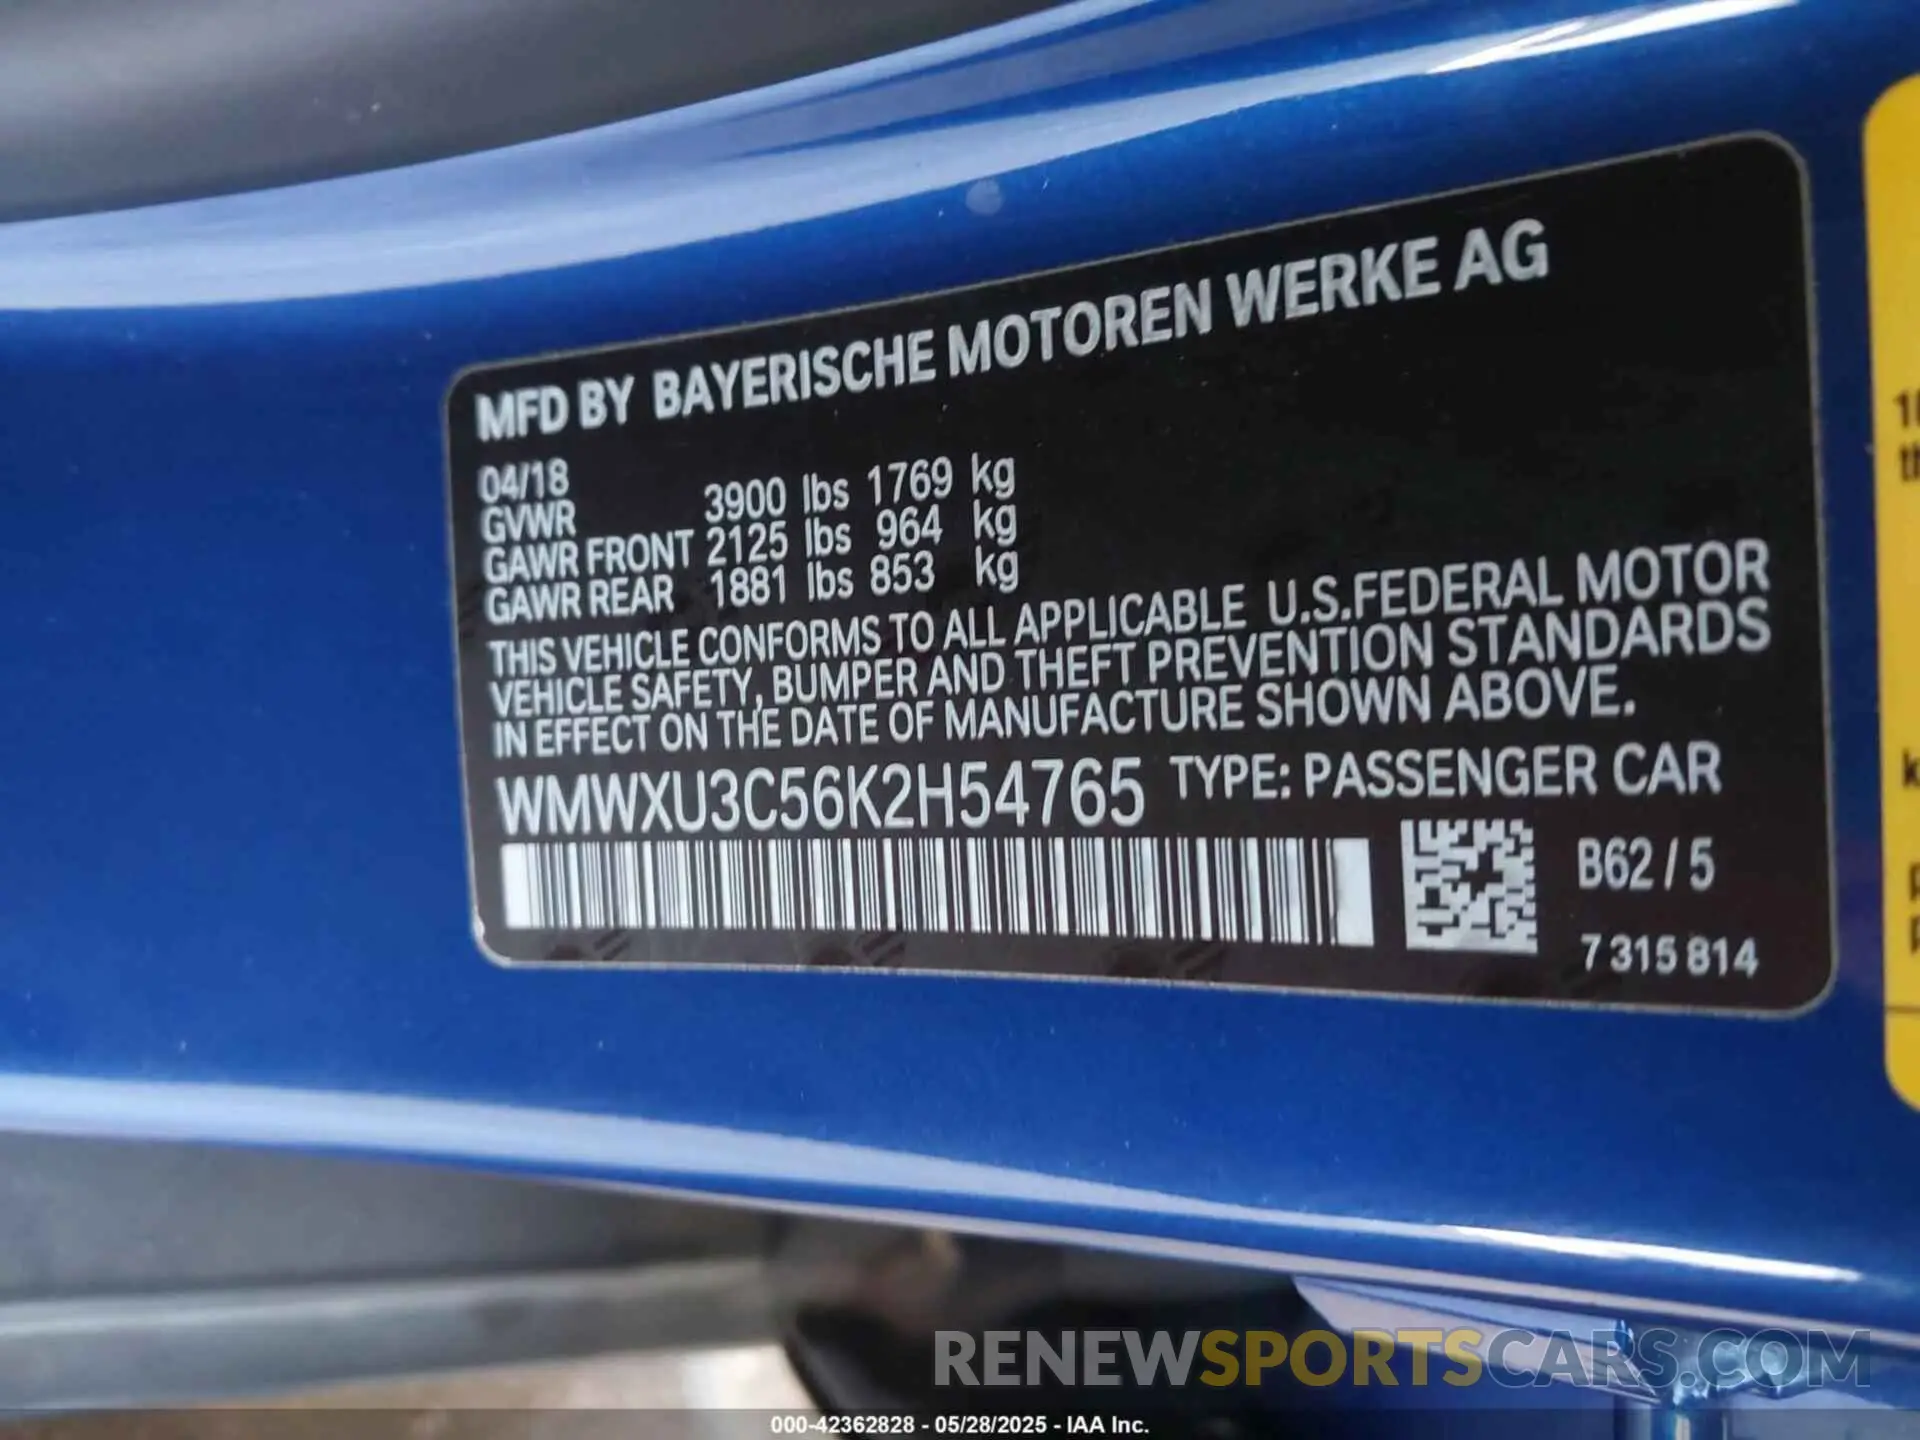 MFD BY BAYERISCHE MOTOREN WERKE AG
04/18
GVWR 3900 lbs 1769 kg
GAWR FRONT 2125 lbs 964 kg
GAWR REAR 1881 lbs 853 kg
THIS VEHICLE CONFORMS TO ALL APPLICABLE U.S.FEDERAL MOTOR
VEHICLE SAFETY, BUMPER AND THEFT PREVENTION STANDARDS
IN EFFECT ON THE DATE OF MANUFACTURE SHOWN ABOVE.
WMWXU3C56K2H54765 TYPE: PASSENGER CAR
B62 / 5
7 315 814
RENEWSPORTSCARS.COM
000-42362828 - 05/28/2025 - IAA Inc.